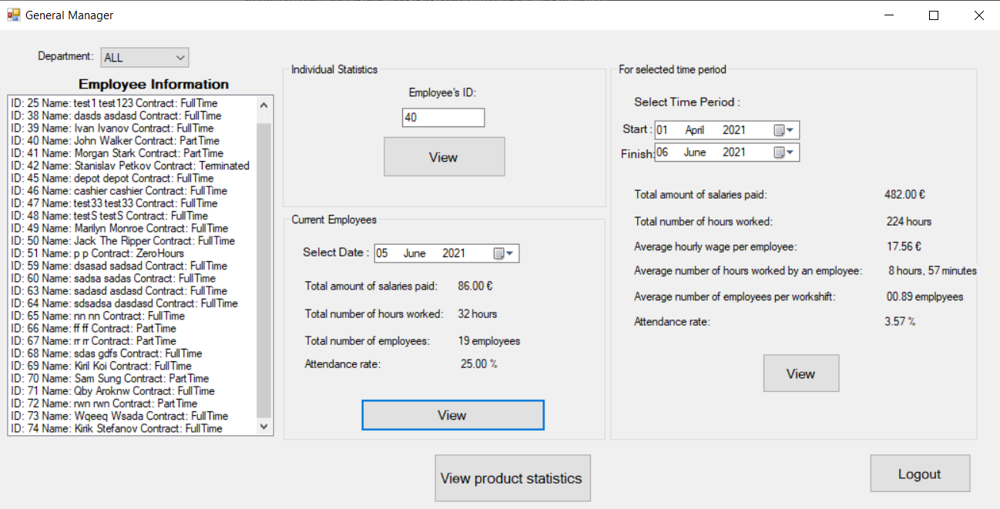 General Manager
Department: ALL
Employee Information
ID: 25 Name: test1 test123 Contract: FullTime
ID: 38 Name: dasds asdasd Contract: FullTime
ID: 39 Name: Ivan Ivanov Contract: FullTime
ID: 40 Name: John Walker Contract: PartTime
ID: 41 Name: Morgan Stark Contract: PartTime
ID: 42 Name: Stanislav Petkov Contract: Terminated
ID: 45 Name: depot depot Contract: FullTime
ID: 46 Name: cashier cashier Contract: FullTime
ID: 47 Name: test33 test33 Contract: FullTime
ID: 48 Name: testS testS Contract: FullTime
ID: 49 Name: Marilyn Monroe Contract: FullTime
ID: 50 Name: Jack The Ripper Contract: FullTime
ID: 51 Name: p p Contract: ZeroHours
ID: 59 Name: dsasad sadsad Contract: FullTime
ID: 60 Name: sadsa sadas Contract: FullTime
ID: 63 Name: sadasd asdasd Contract: FullTime
ID: 64 Name: sdsadsa dasdasd Contract: FullTime
ID: 65 Name: nn nn Contract: FullTime
ID: 66 Name: ff ff Contract: PartTime
ID: 67 Name: rr rr Contract: PartTime
ID: 68 Name: sdas gdfs Contract: FullTime
ID: 69 Name: Kiril Koi Contract: FullTime
ID: 70 Name: Sam Sung Contract: PartTime
ID: 71 Name: Qby Aroknw Contract: FullTime
ID: 72 Name: rwn rwn Contract: PartTime
ID: 73 Name: Wqeeq Wsada Contract: FullTime
ID: 74 Name: Kirik Stefanov Contract: FullTime
Individual Statistics
Employee's ID:
40
View
Current Employees
Select Date : 05 June 2021
Total amount of salaries paid: 86.00 €
Total number of hours worked: 32 hours
Total number of employees: 19 employees
Attendance rate: 25.00 %
View
For selected time period
Select Time Period :
Start : 01 April 2021
Finish: 06 June 2021
Total amount of salaries paid: 482.00 €
Total number of hours worked: 224 hours
Average hourly wage per employee: 17.56 €
Average number of hours worked by an employee: 8 hours, 57 minutes
Average number of employees per workshift: 00.89 emplpyees
Attendance rate: 3.57 %
View
View product statistics
Logout